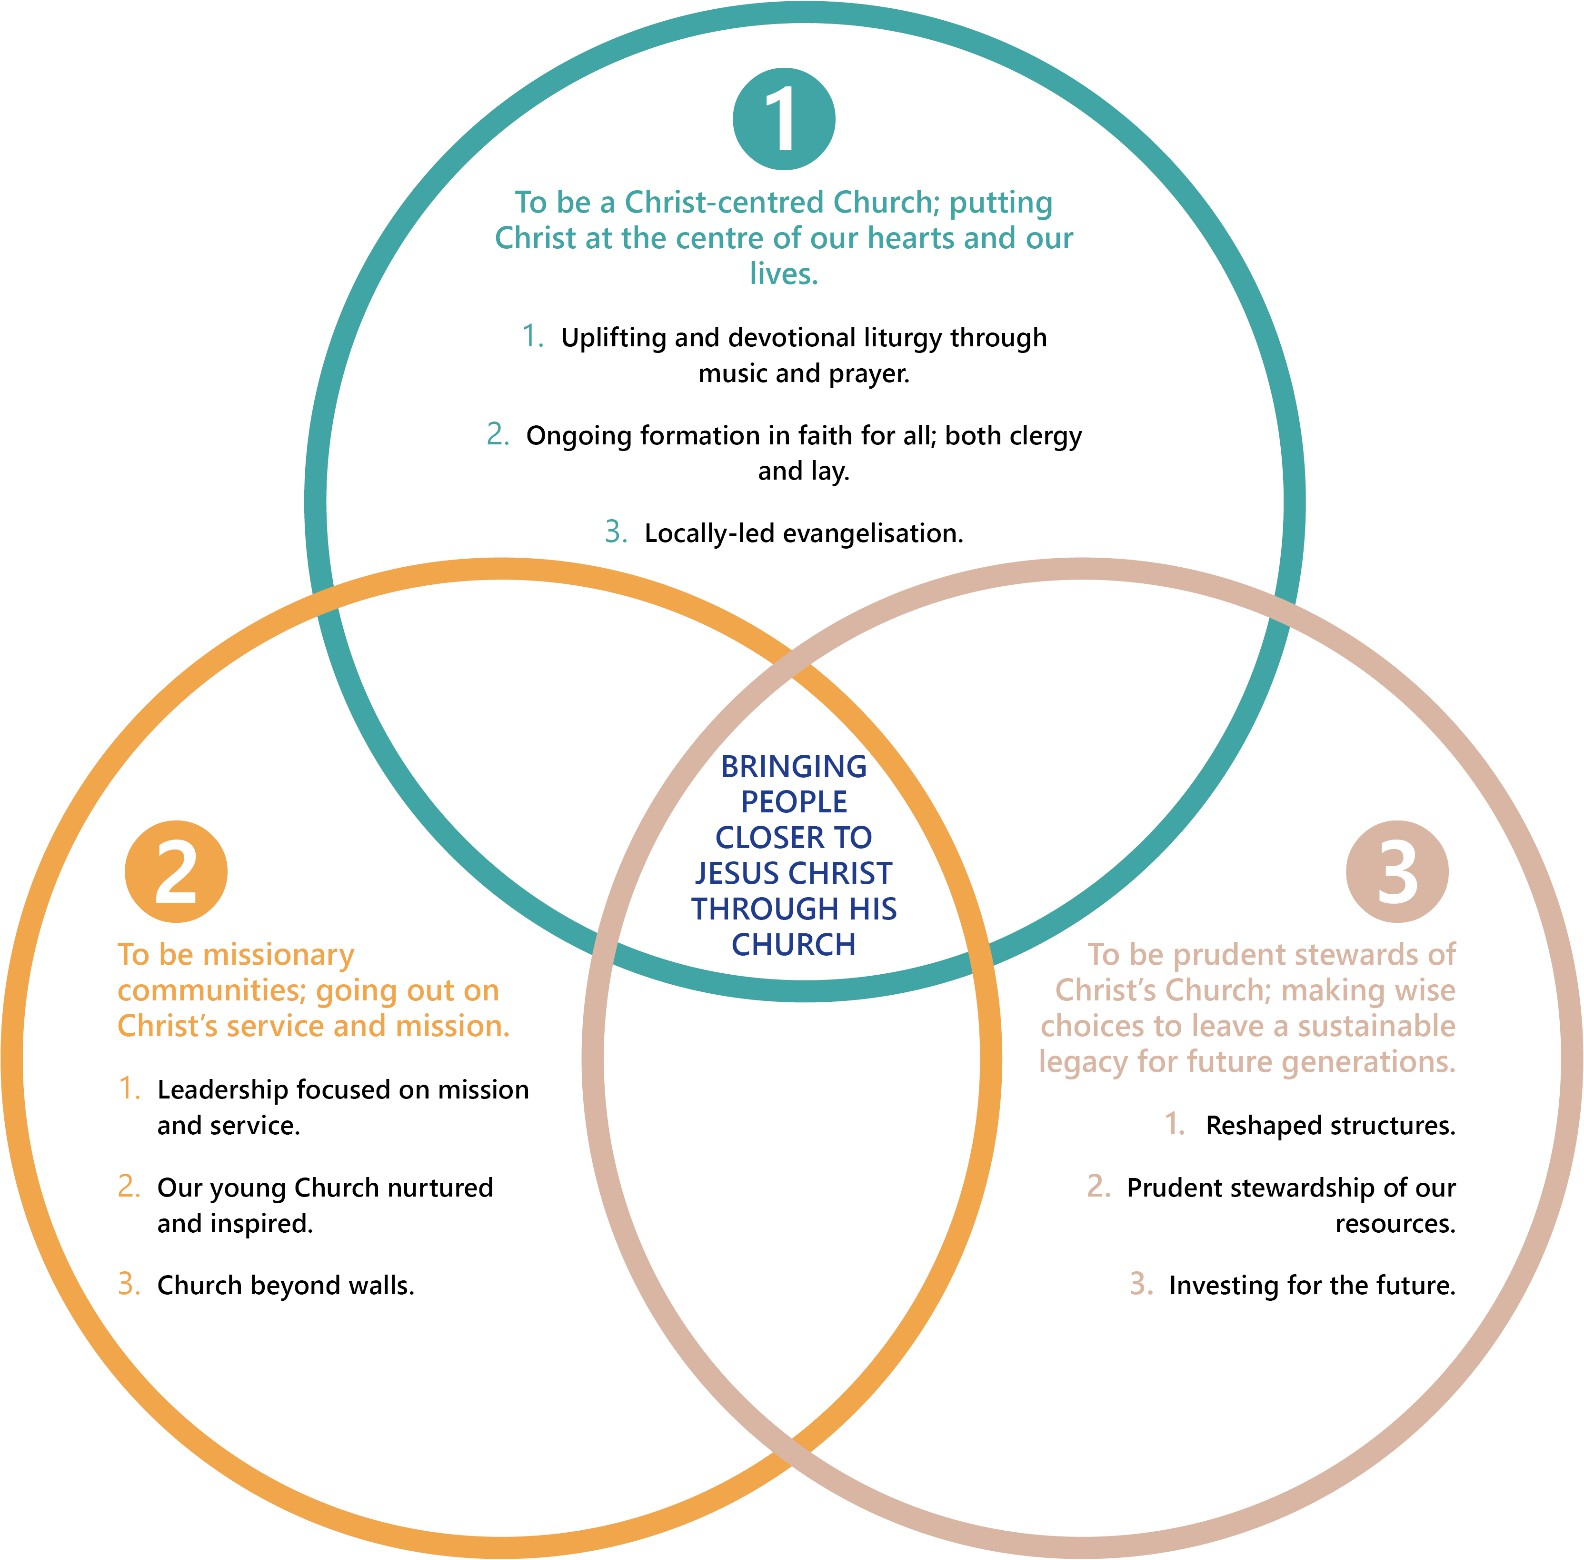 1
To be a Christ-centred Church; putting
Christ at the centre of our hearts and our
lives.
1. Uplifting and devotional liturgy through
music and prayer.
2. Ongoing formation in faith for all; both clergy
and lay.
3. Locally-led evangelisation.
BRINGING
PEOPLE
CLOSER TO
JESUS CHRIST
THROUGH HIS
CHURCH
2
To be missionary
communities; going out on
Christ’s service and mission.
1. Leadership focused on mission
and service.
2. Our young Church nurtured
and inspired.
3. Church beyond walls.
3
To be prudent stewards of
Christ’s Church; making wise
choices to leave a sustainable
legacy for future generations.
1. Reshaped structures.
2. Prudent stewardship of our
resources.
3. Investing for the future.